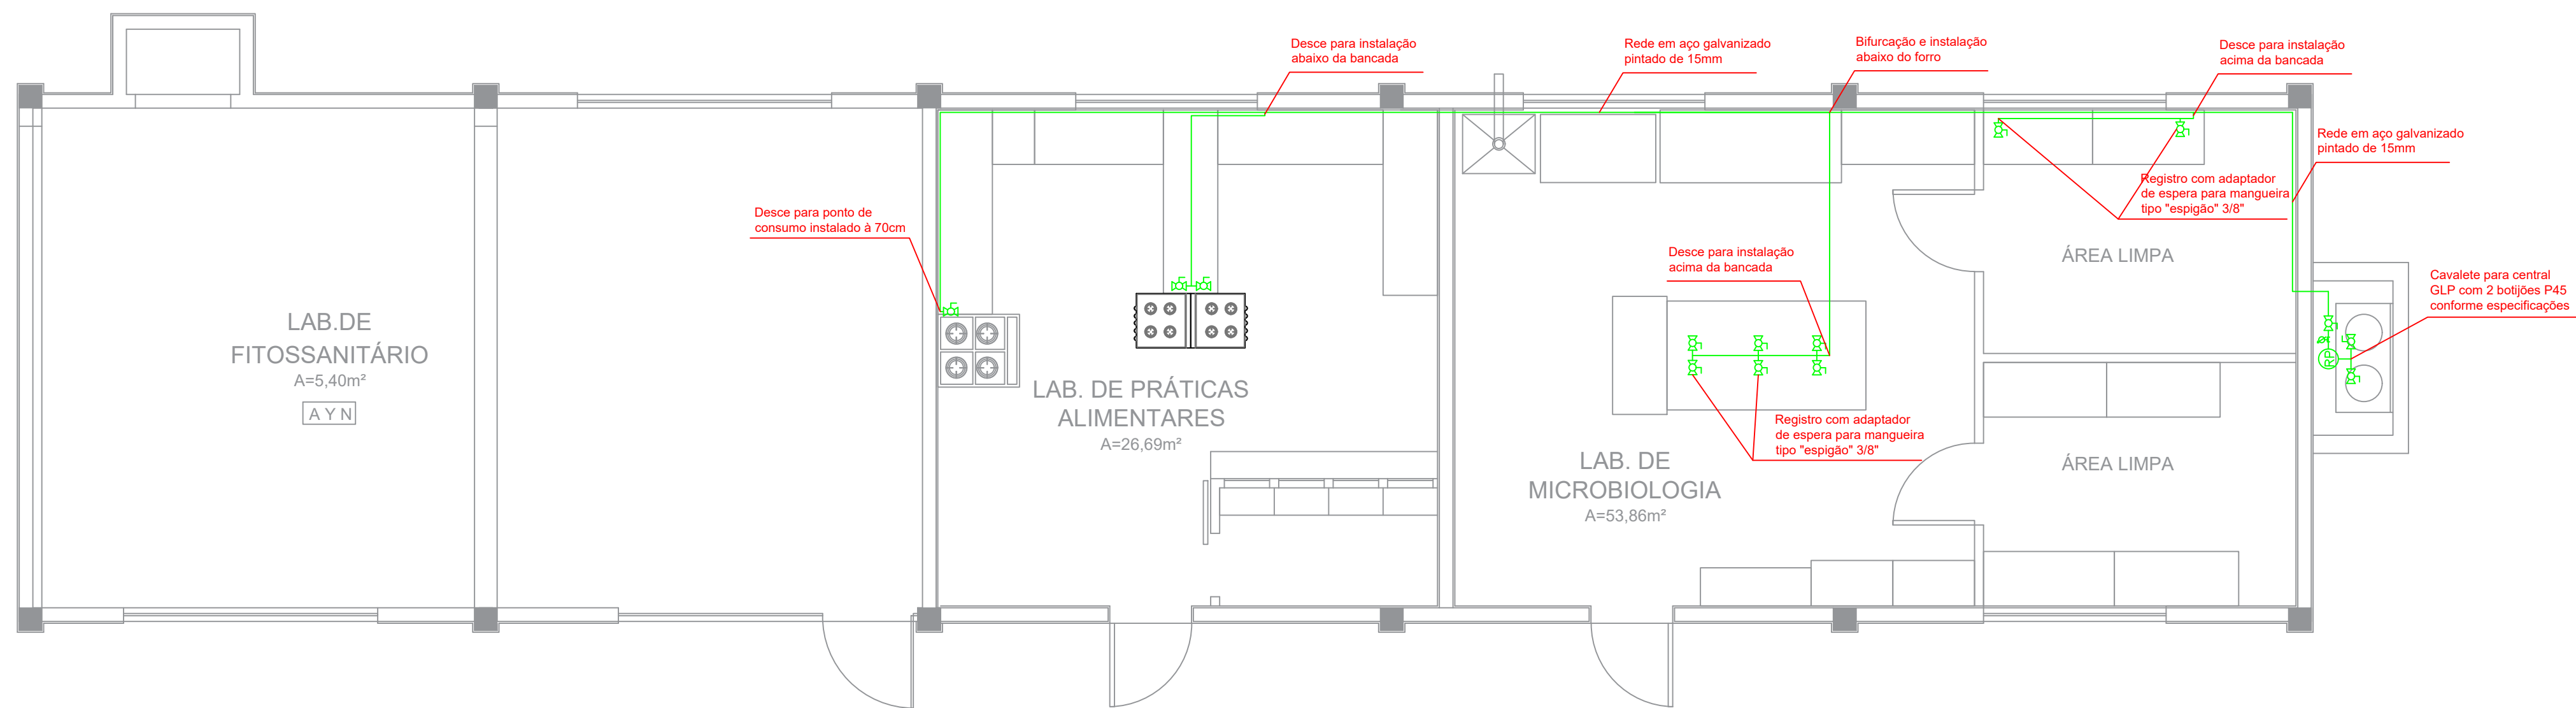 Desce para instalação
abaixo da bancada
Rede em aço galvanizado
pintado de 15mm
Bifurcação e instalação
abaixo do forro
Desce para instalação
acima da bancada
Rede em aço galvanizado
pintado de 15mm
Registro com adaptador
de espera para mangueira
tipo "espigão" 3/8"
Desce para ponto de
consumo instalado à 70cm
Desce para instalação
acima da bancada
ÁREA LIMPA
Cavalete para central
GLP com 2 botijões P45
conforme especificações
LAB.DE
FITOSSANITÁRIO
A=5,40m²
AYN
RP
LAB. DE PRÁTICAS
ALIMENTARES
A=26,69m²
Registro com adaptador
de espera para mangueira
tipo "espigão" 3/8"
LAB. DE
MICROBIOLOGIA
A=53,86m²
ÁREA LIMPA